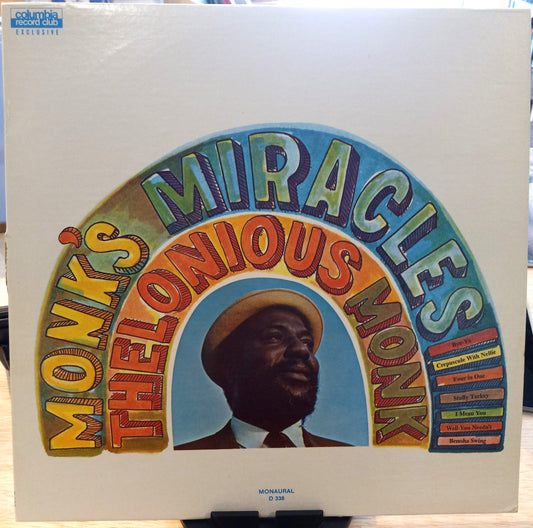 columbia
record club
EXCLUSIVE
MONK'S MIRACLES
THELONIOUS MONK
Bye-Ya
Crepuscule With Nellie
Four in One
Stuffy Turkey
I Mean You
Well You Needn't
Bemsha Swing
MONAURAL
D 338